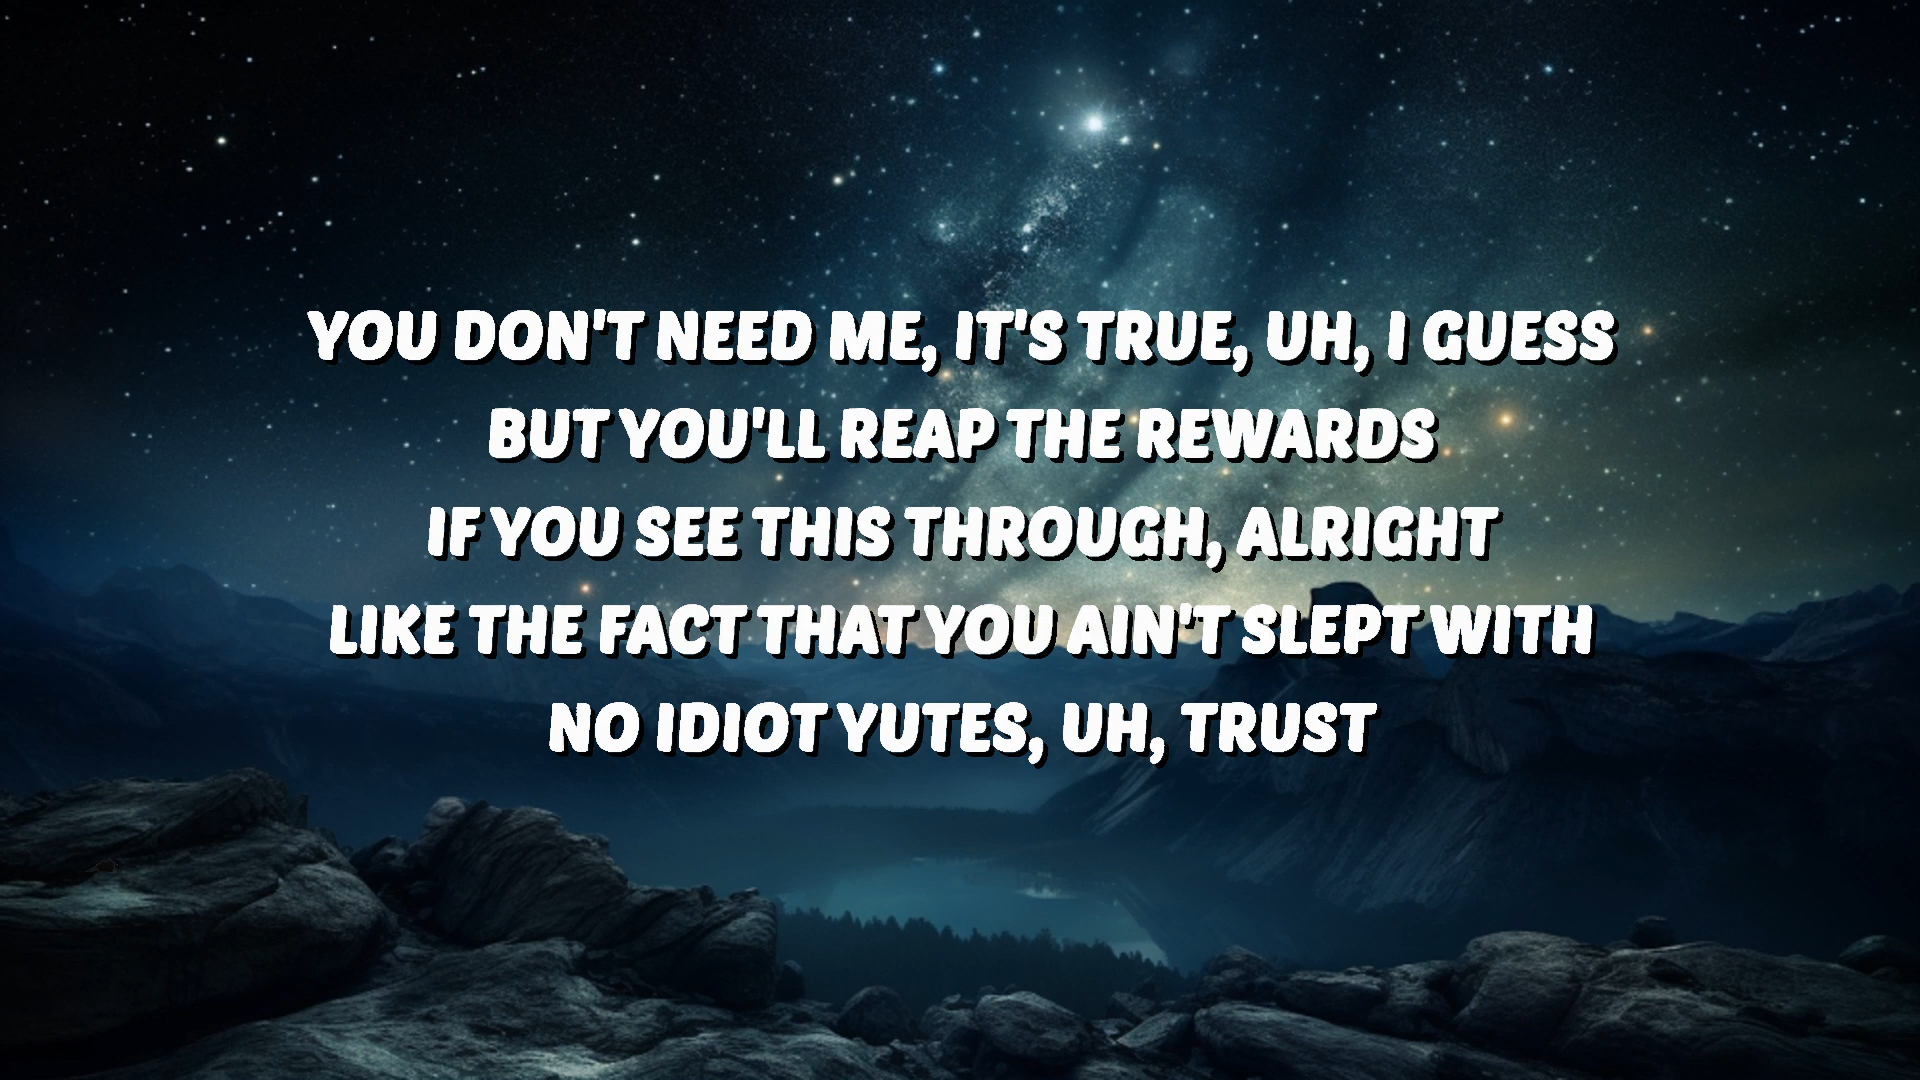 YOU DON'T NEED ME, IT'S TRUE, UH, I GUESS
BUT YOU'LL REAP THE REWARDS
IF YOU SEE THIS THROUGH, ALRIGHT
LIKE THE FACT THAT YOU AIN'T SLEPT WITH
NO IDIOT YUTES, UH, TRUST